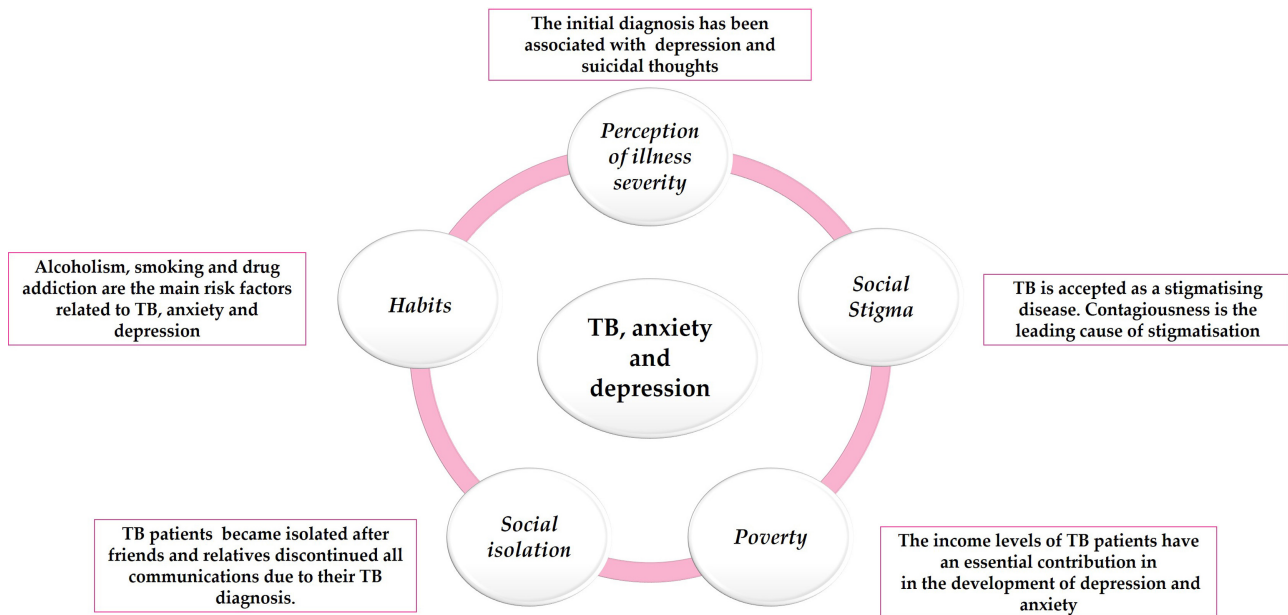 The initial diagnosis has been
associated with depression and
suicidal thoughts
Perception
of illness
severity
Alcoholism, smoking and drug
addiction are the main risk factors
related to TB, anxiety and
depression
Habits
Social
Stigma
TB is accepted as a stigmatising
disease. Contagiousness is the
leading cause of stigmatisation
TB, anxiety
and
depression
TB patients became isolated after
friends and relatives discontinued all
communications due to their TB
diagnosis.
Social
isolation
Poverty
The income levels of TB patients have
an essential contribution in
in the development of depression and
anxiety